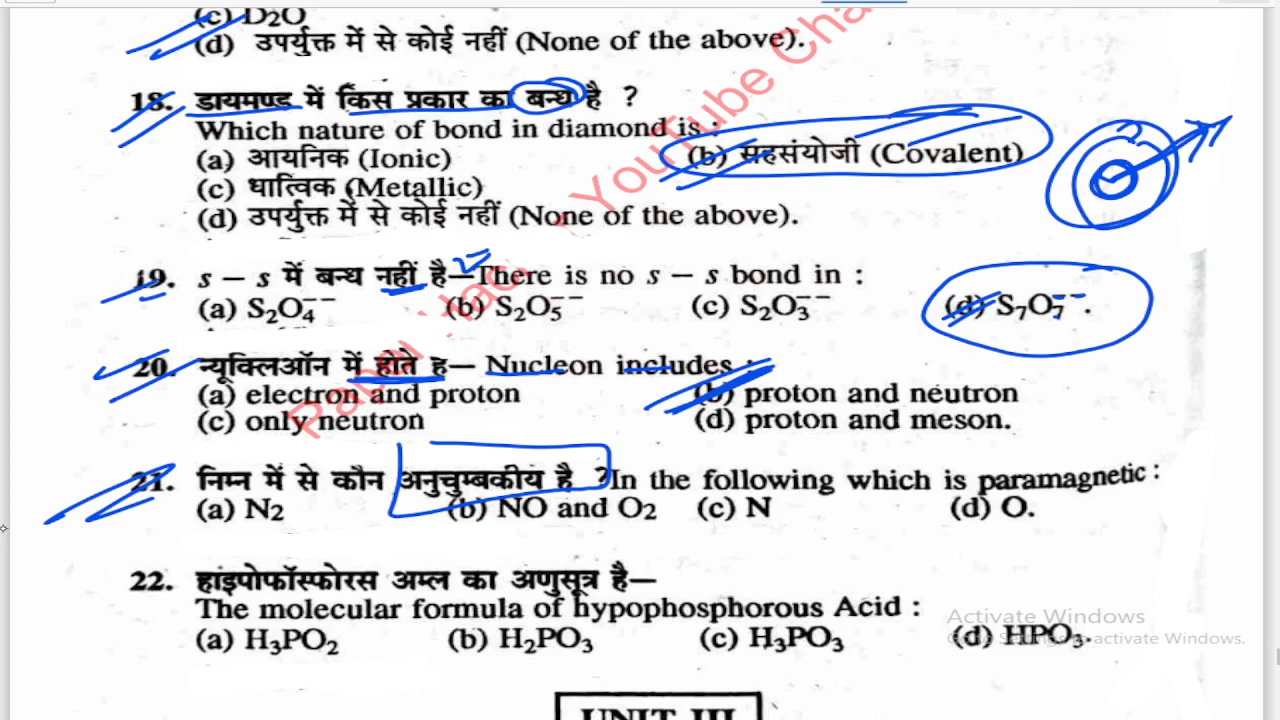 (c) D₂O
(d) उपर्युक्त में से कोई नहीं (None of the above).
18. डायमण्ड में किस प्रकार का बन्ध है ?
Which nature of bond in diamond is :
(a) आयनिक (Ionic) (b) सहसंयोजी (Covalent)
(c) धात्विक (Metallic)
(d) उपर्युक्त में से कोई नहीं (None of the above).
19. s – s में बन्ध नहीं है—There is no s – s bond in :
(a) S₂O₄⁻⁻ (b) S₂O₅⁻⁻ (c) S₂O₃⁻⁻ (d) S₇O₇⁻⁻.
20. न्यूक्लिऑन में होते ह— Nucleon includes :
(a) electron and proton (b) proton and neutron
(c) only neutron (d) proton and meson.
21. निम्न में से कौन अनुचुम्बकीय है ?In the following which is paramagnetic :
(a) N₂ (b) NO and O₂ (c) N (d) O.
22. हाइपोफॉस्फोरस अम्ल का अणुसूत्र है—
The molecular formula of hypophosphorous Acid :
(a) H₃PO₂ (b) H₂PO₃ (c) H₃PO₃ (d) HPO₃.
UNIT III
YouTube Cha
Activate Windows
to activate Windows.